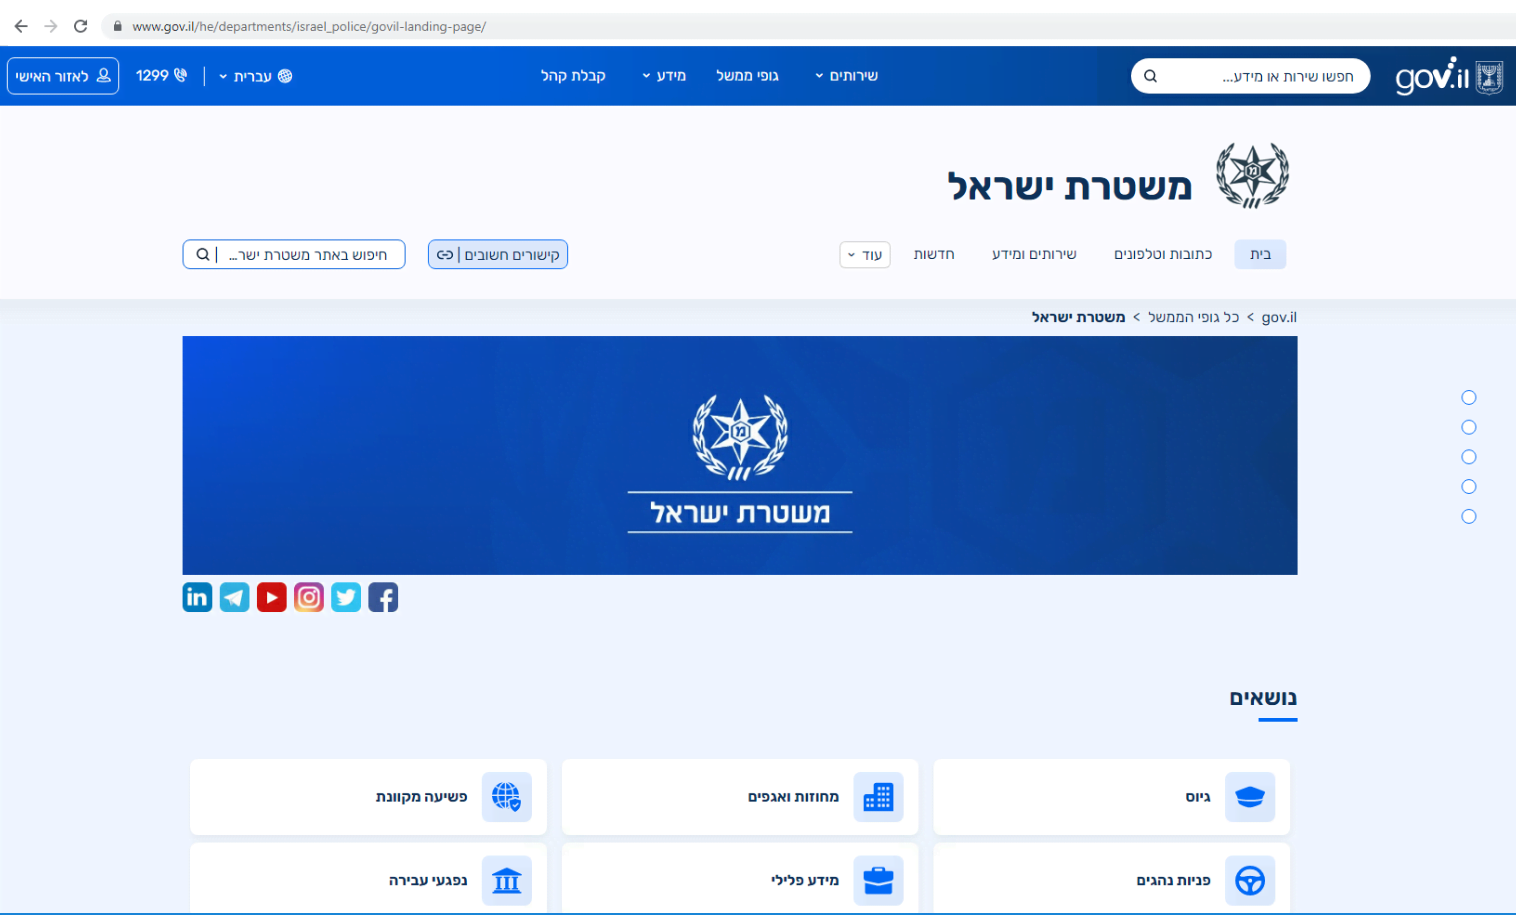 www.gov.il/he/departments/israel_police/govil-landing-page/
gov.il
חפשו שירות או מידע...
שירותים
גופי ממשל
מידע
קבלת קהל
עברית
1299
לאזור האישי
משטרת ישראל
בית
כתובות וטלפונים
שירותים ומידע
חדשות
עוד
קישורים חשובים |
חיפוש באתר משטרת ישר...
gov.il > כל גופי הממשל > משטרת ישראל
מ
משטרת ישראל
in
נושאים
גיוס
מחוזות ואגפים
פשיעה מקוונת
פניות נהגים
מידע פלילי
נפגעי עבירה